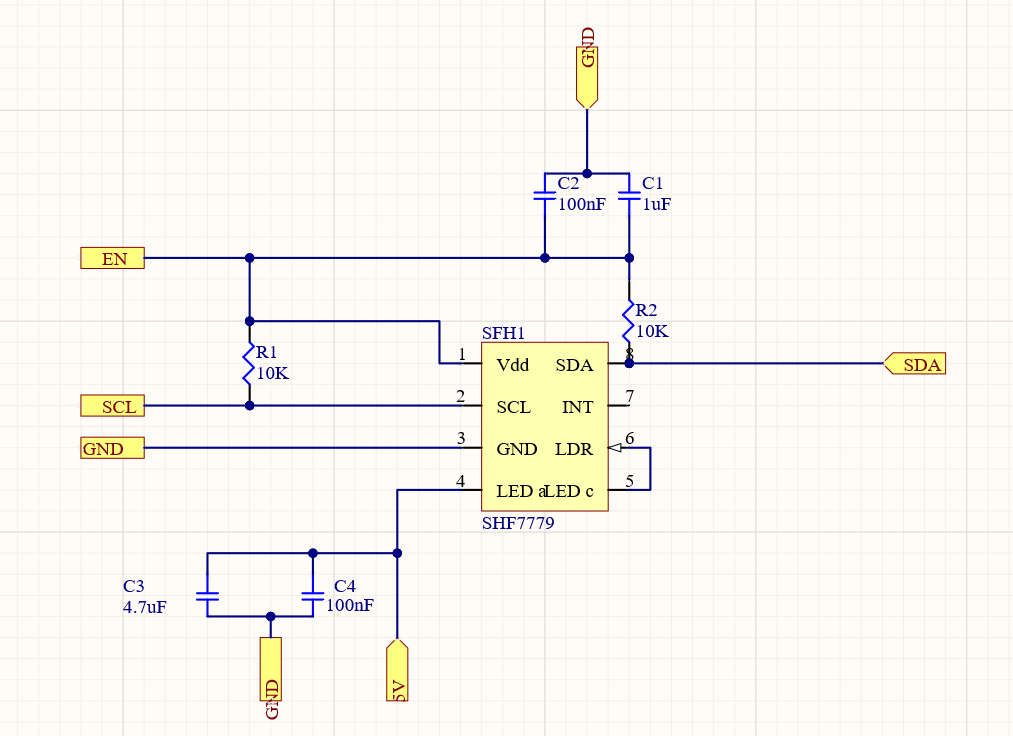 GND
C2
100nF
C1
1uF
EN
R2
10K
SFH1
R1
10K
1
Vdd
SDA
8
SDA
SCL
2
SCL
INT
7
GND
3
GND
LDR
6
4
LED a
LED c
5
SHF7779
C3
4.7uF
C4
100nF
GND
5V